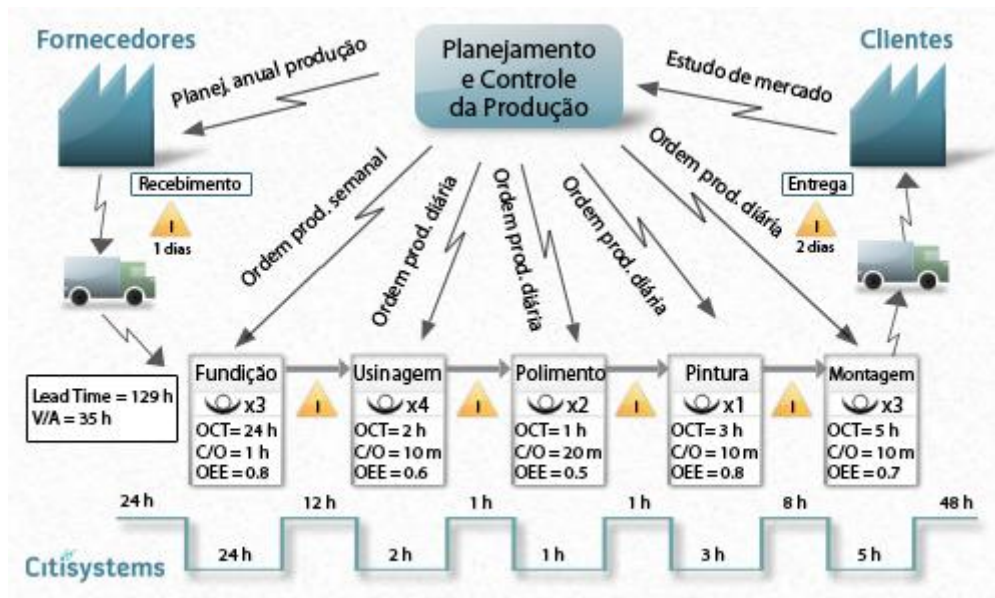 Fornecedores
Planej. anual produção
Planejamento
e Controle
da Produção
Estudo de mercado
Clientes
Recebimento
I
1 dias
Ordem prod. semanal
Ordem prod. diária
Ordem prod. diária
Ordem prod. diária
Ordem prod. diária
Entrega
I
2 dias
Lead Time = 129 h
V/A = 35 h
Fundição
x3
OCT= 24 h
C/O = 1 h
OEE = 0.8
I
Usinagem
x4
OCT= 2 h
C/O = 10 m
OEE = 0.6
I
Polimento
x2
OCT= 1 h
C/O = 20 m
OEE = 0.5
I
Pintura
x1
OCT= 3 h
C/O = 10 m
OEE = 0.8
I
Montagem
x3
OCT= 5 h
C/O = 10 m
OEE = 0.7
24 h
12 h
1 h
1 h
8 h
48 h
24 h
2 h
1 h
3 h
5 h
Citisystems